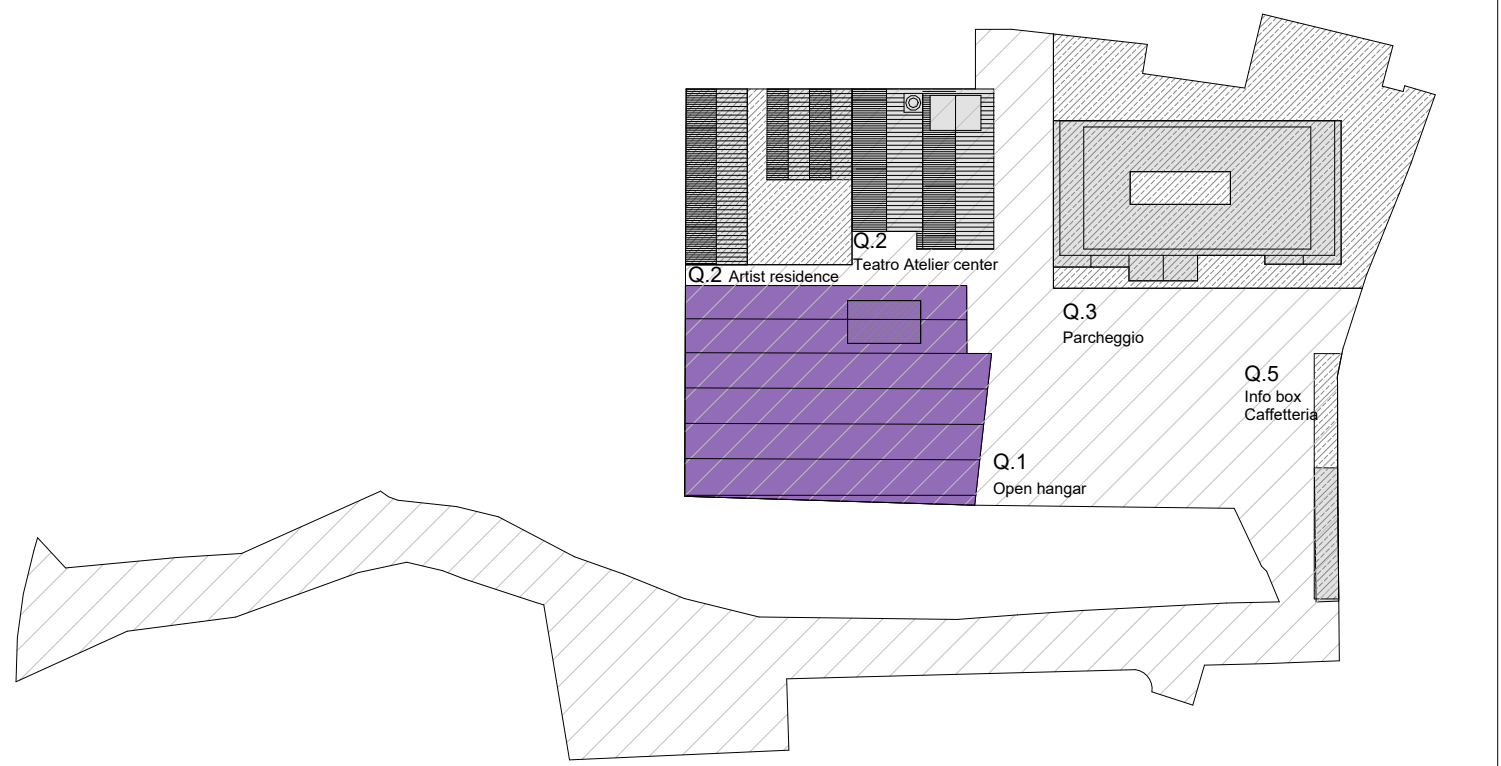 Q.2
Teatro Atelier center
Q.2 Artist residence
Q.3
Parcheggio
Q.5
Info box
Caffetteria
Q.1
Open hangar